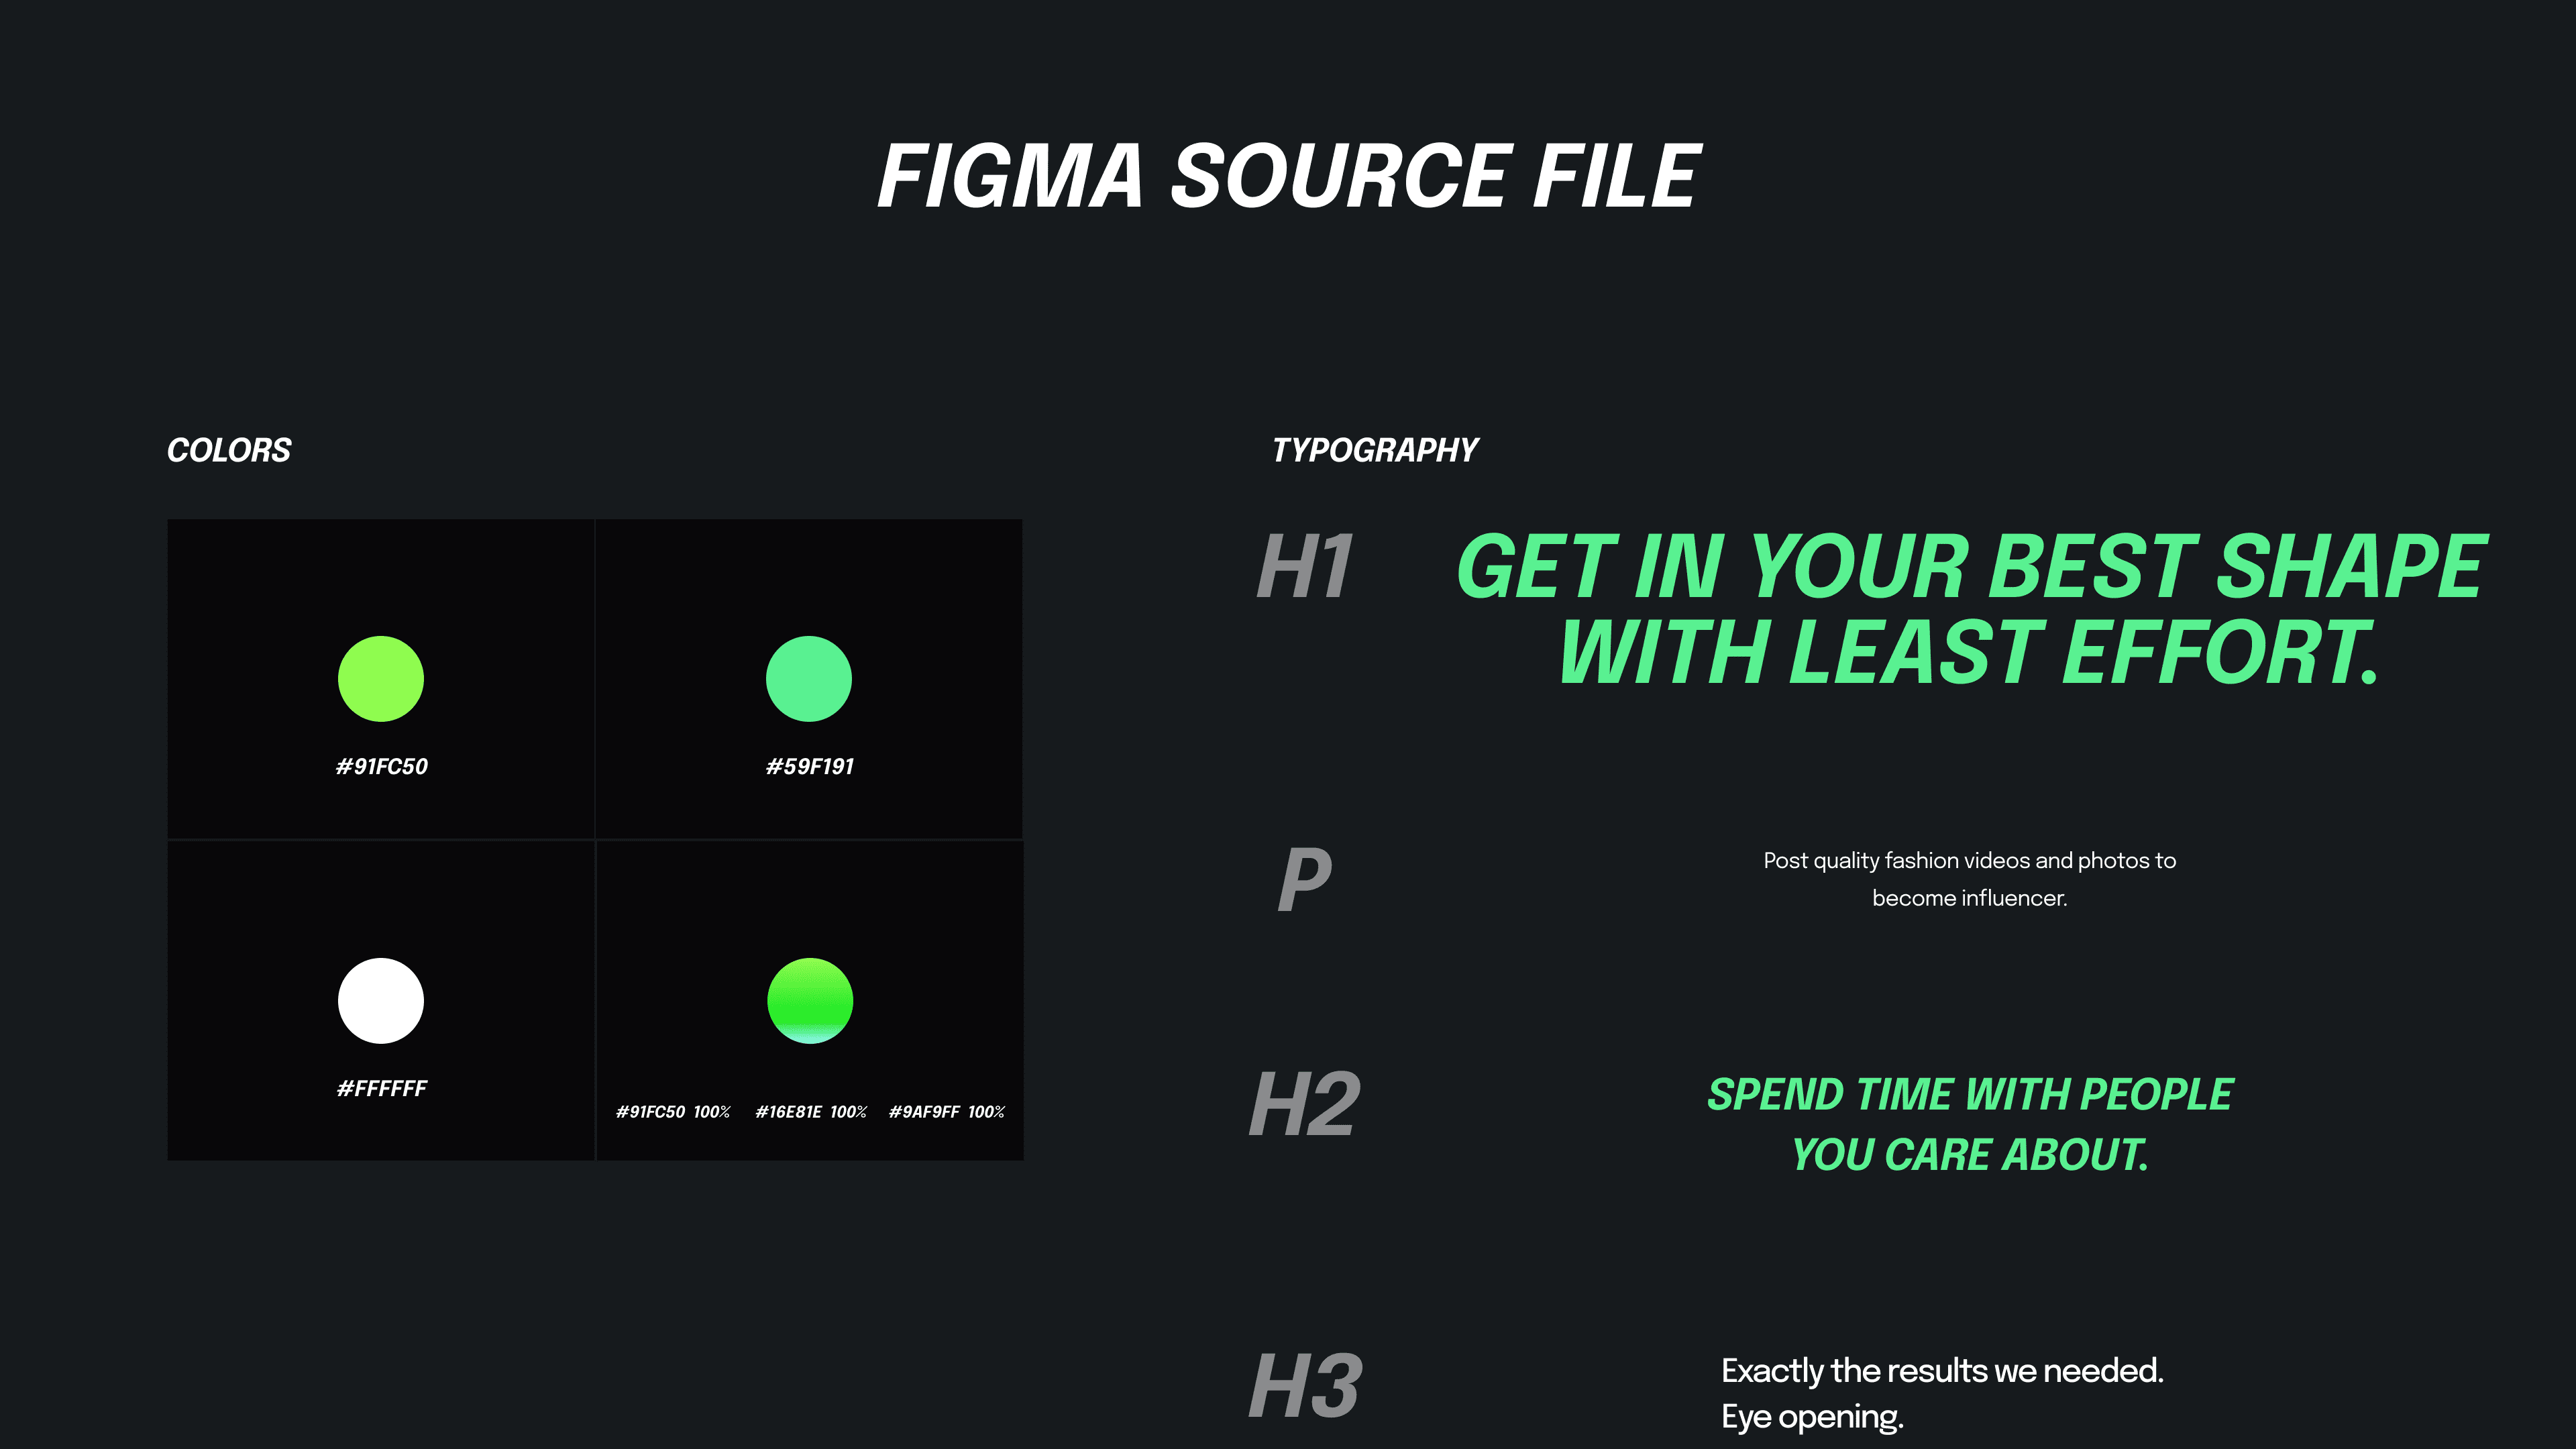 FIGMA SOURCE FILE
COLORS
#91FC50
#59F191
#FFFFFF
#91FC50 100% #16E81E 100% #9AF9FF 100%
TYPOGRAPHY
H1
GET IN YOUR BEST SHAPE
WITH LEAST EFFORT.
P
Post quality fashion videos and photos to
become influencer.
H2
SPEND TIME WITH PEOPLE
YOU CARE ABOUT.
H3
Exactly the results we needed.
Eye opening.